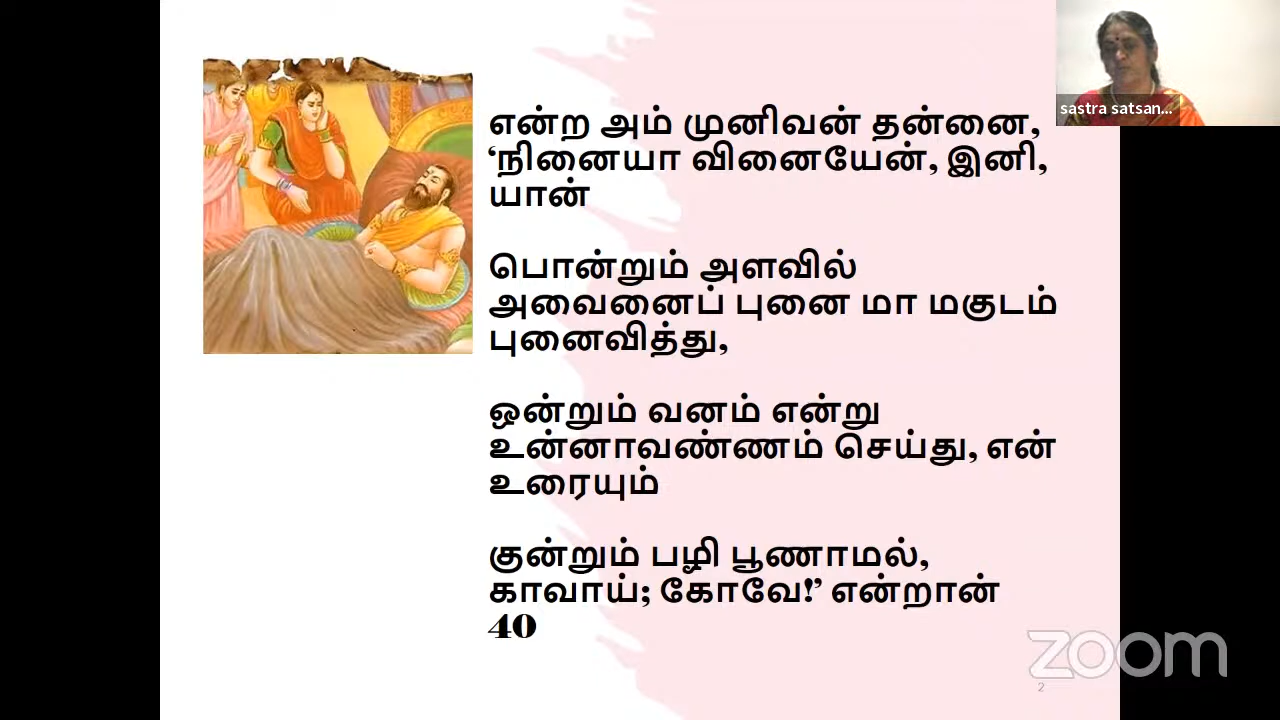 sastra satsan...
என்ற அம் முனிவன் தன்னை,
‘நினையா வினையேன், இனி,
யான்
பொன்றும் அளவில்
அவைனைப் புனை மா மகுடம்
புனைவித்து,
ஒன்றும் வனம் என்று
உன்னாவண்ணம் செய்து, என்
உரையும்
குன்றும் பழி பூணாமல்,
காவாய்; கோவே!’ என்றான்
40
zoom
2